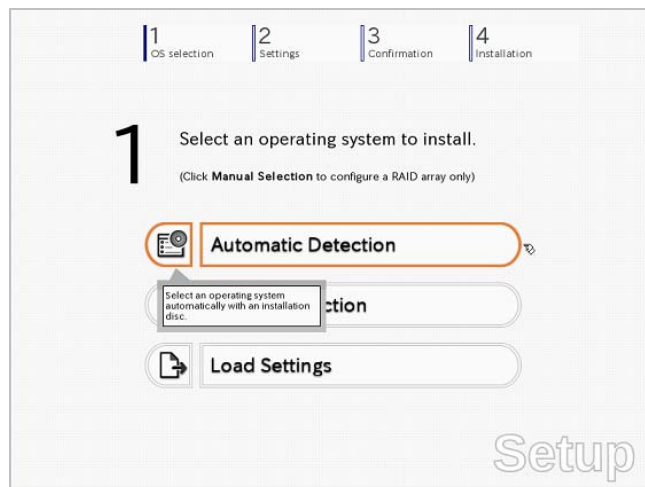 1
OS selection
2
Settings
3
Confirmation
4
Installation
1
Select an operating system to install.
(Click Manual Selection to configure a RAID array only)
Automatic Detection
Select an operating system
automatically with an installation
disc.
ction
Load Settings
Setup